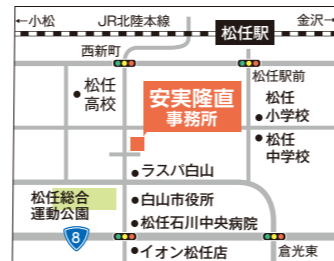 ←小松
JR北陸本線
金沢→
松任駅
西新町
松任駅前
松任
高校
安実隆直
事務所
松任
小学校
松任
中学校
ラスパ白山
松任総合
運動公園
白山市役所
松任石川中央病院
8
イオン松任店
倉光東